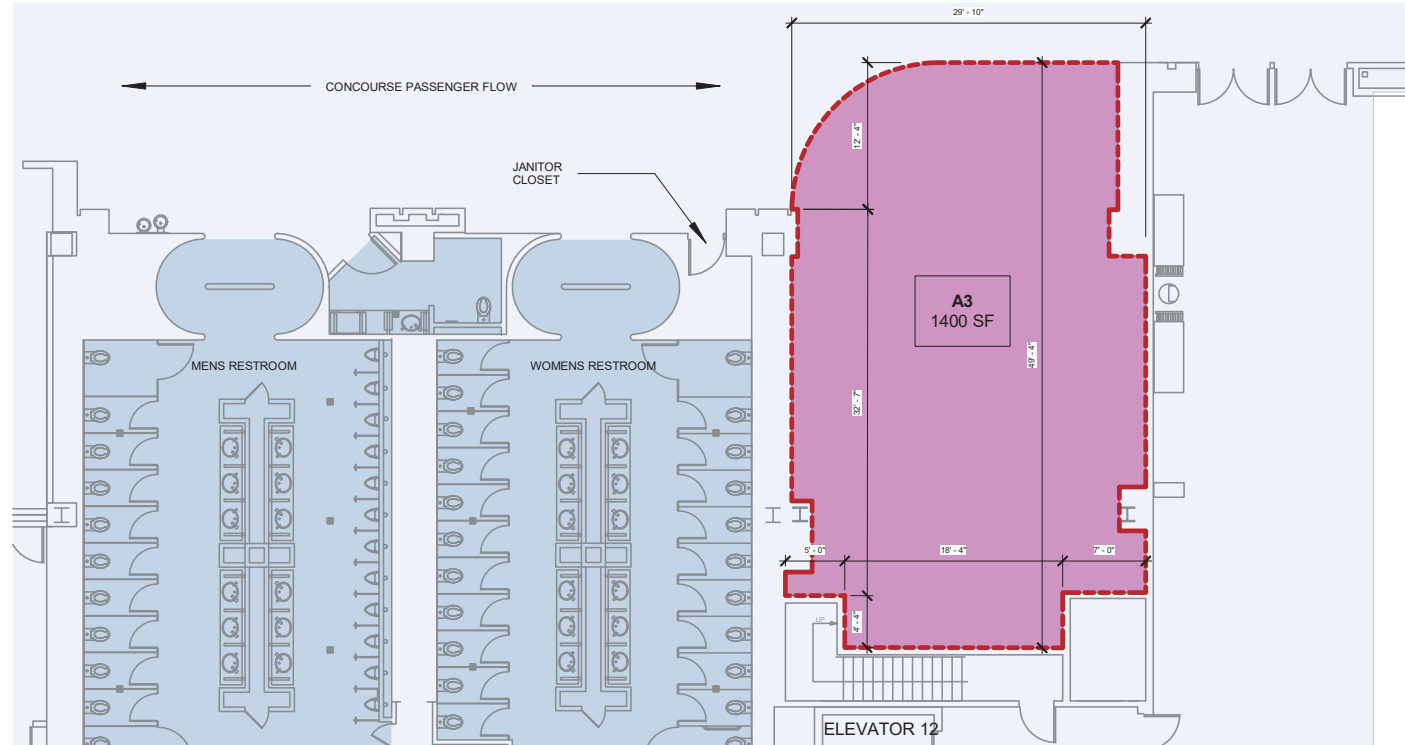 29' - 10"
CONCOURSE PASSENGER FLOW
12' - 4"
JANITOR
CLOSET
A3
1400 SF
49' - 4"
32' - 7"
MENS RESTROOM
WOMENS RESTROOM
5' - 0"
18' - 4"
7' - 0"
4' - 4"
UP
ELEVATOR 12